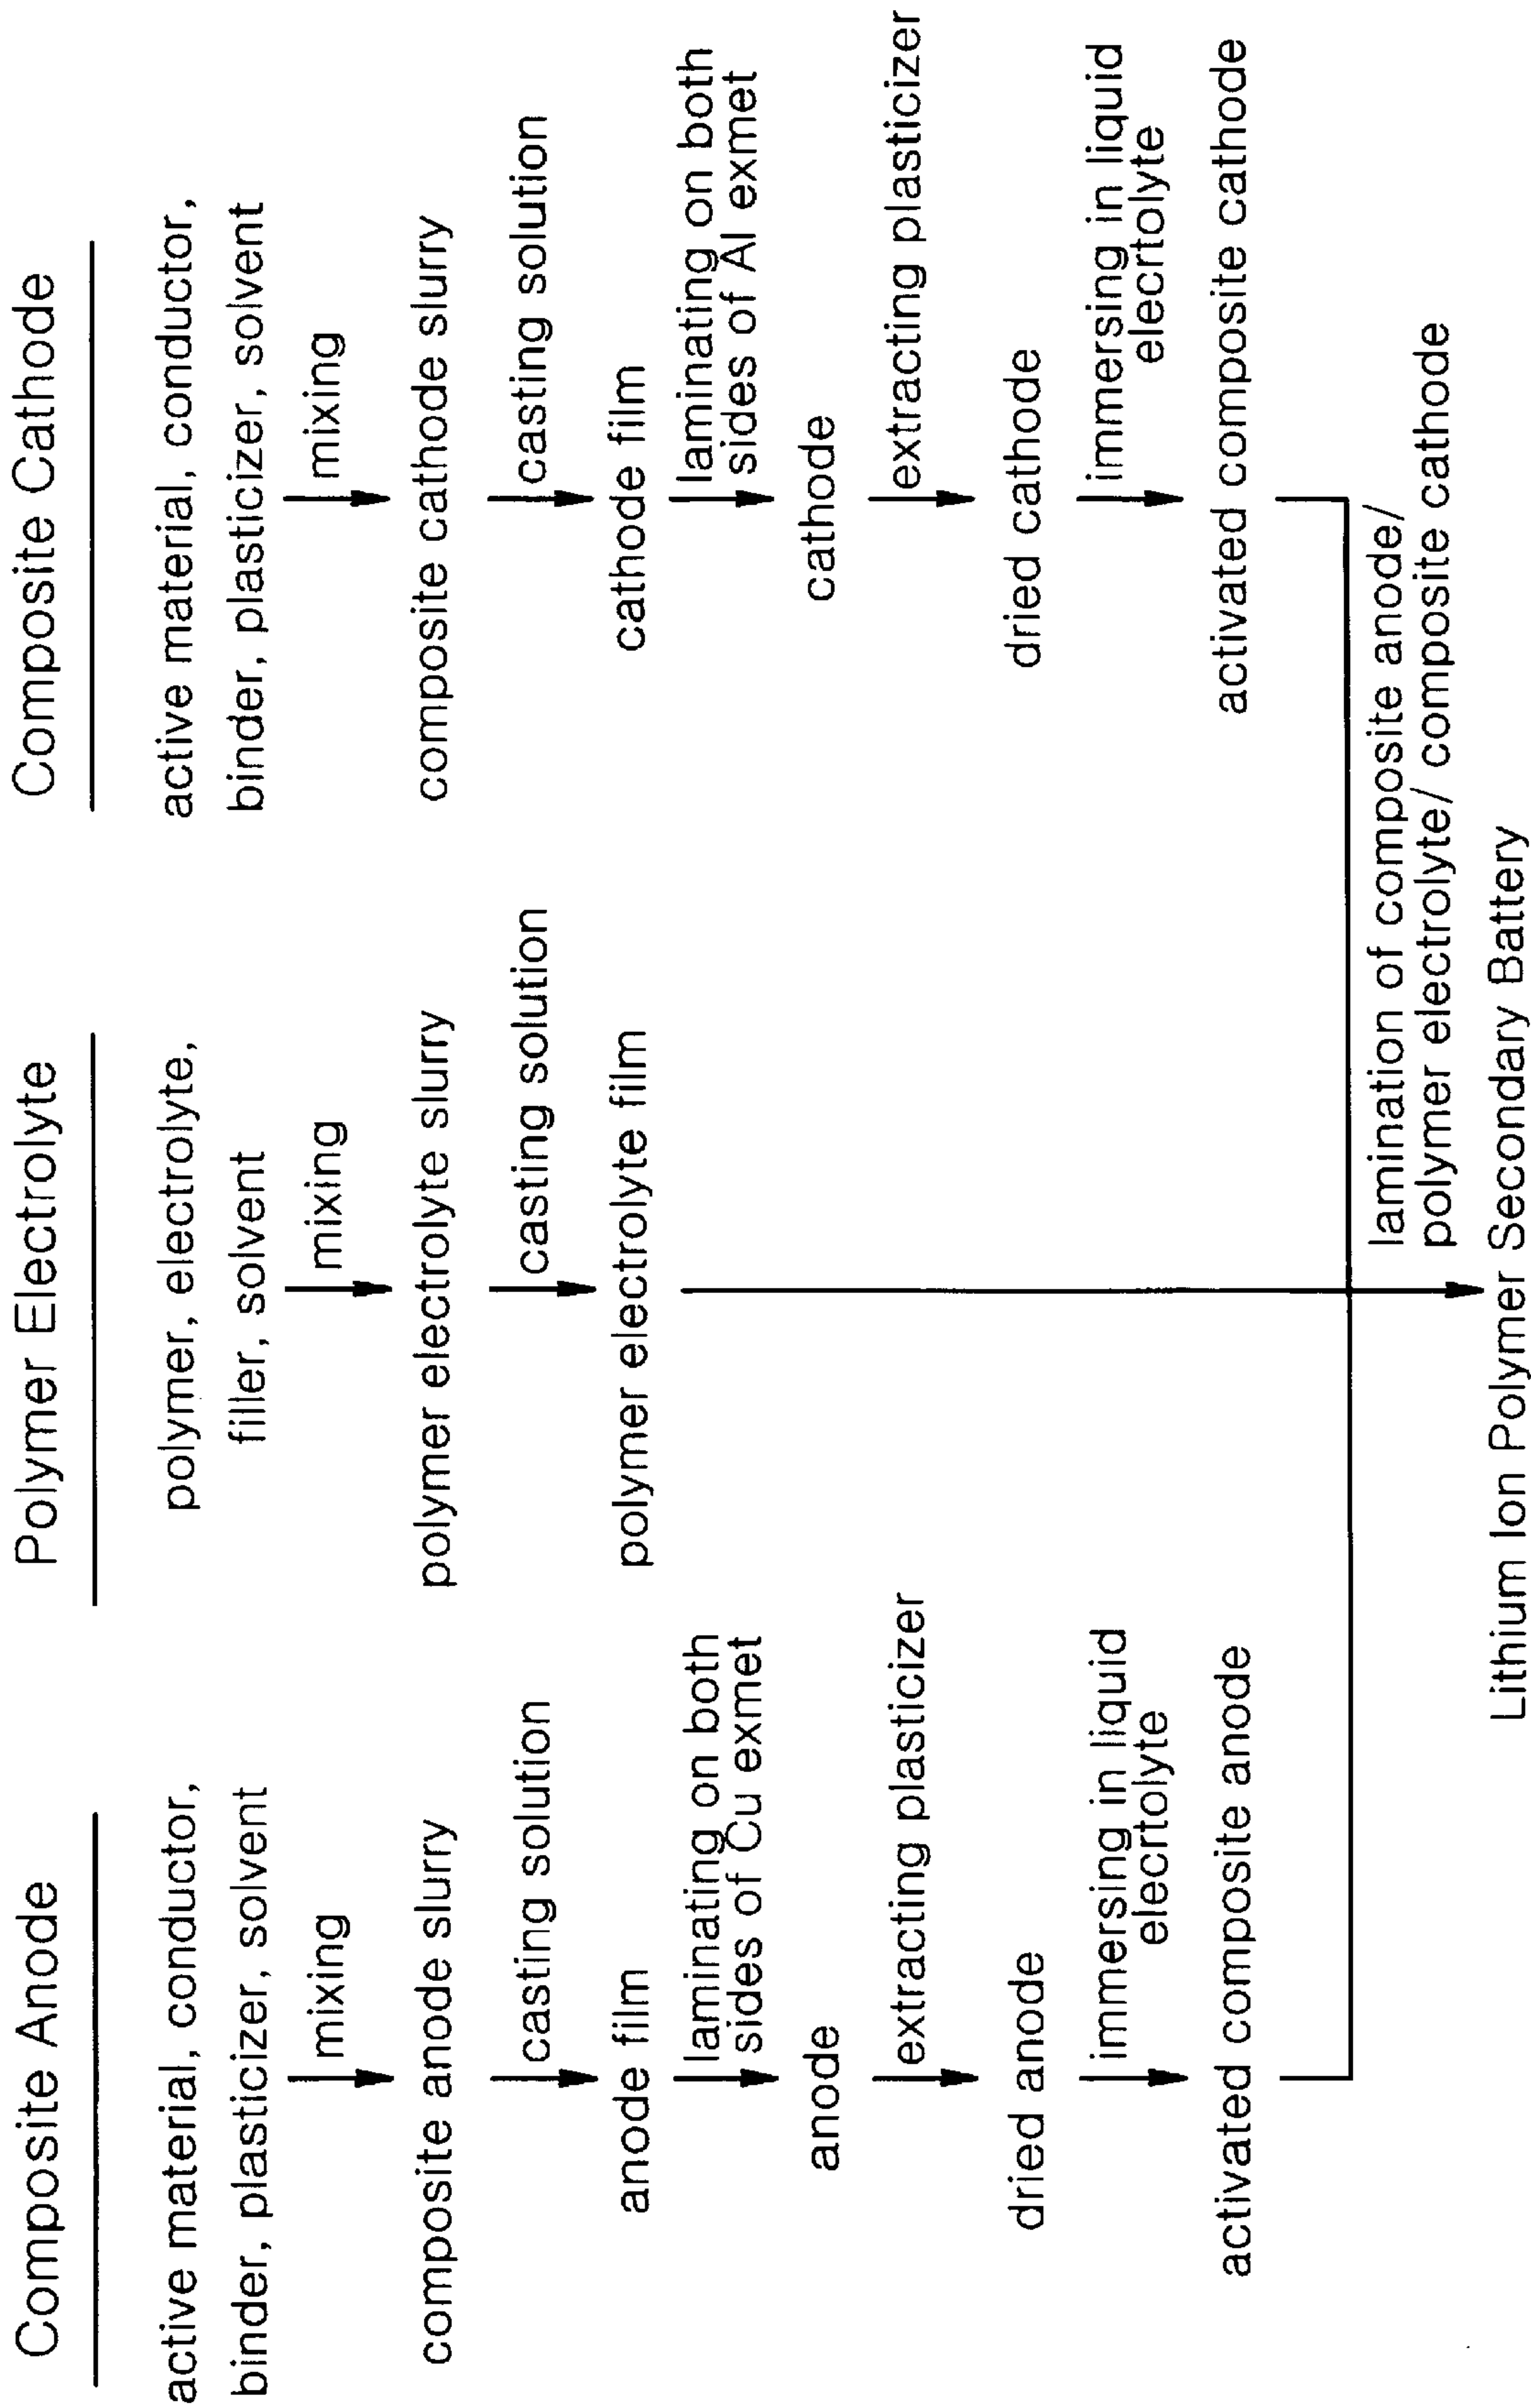 Composite Anode
active material, conductor,
binder, plasticizer, solvent
mixing
composite anode slurry
casting solution
anode film
laminating on both
sides of Cu exmet
anode
extracting plasticizer
dried anode
immersing in liquid
elecrtolyte
activated composite anode
Polymer Electrolyte
polymer, electrolyte,
filler, solvent
mixing
polymer electrolyte slurry
casting solution
polymer electrolyte film
Composite Cathode
active material, conductor,
binder, plasticizer, solvent
mixing
composite cathode slurry
casting solution
cathode film
laminating on both
sides of Al exmet
cathode
extracting plasticizer
dried cathode
immersing in liquid
elecrtolyte
activated composite cathode
lamination of composite anode/
polymer electrolyte/ composite cathode
Lithium Ion Polymer Secondary Battery